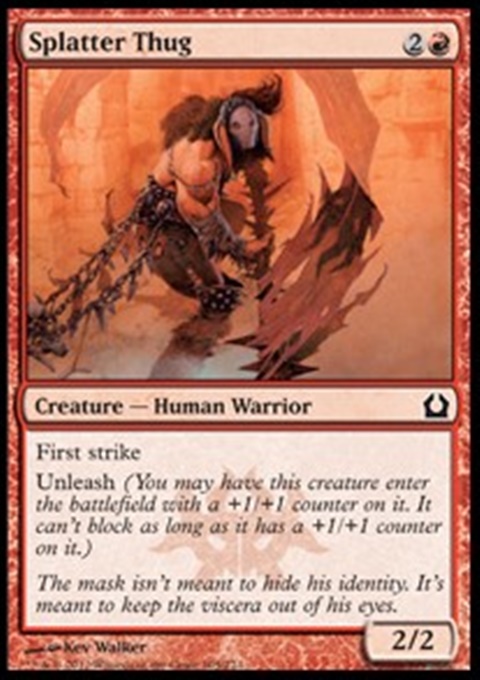 Splatter Thug 2
Creature — Human Warrior
First strike
Unleash (You may have this creature enter
the battlefield with a +1/+1 counter on it. It
can't block as long as it has a +1/+1 counter
on it.)
The mask isn't meant to hide his identity. It's
meant to keep the viscera out of his eyes.
Kev Walker
2/2